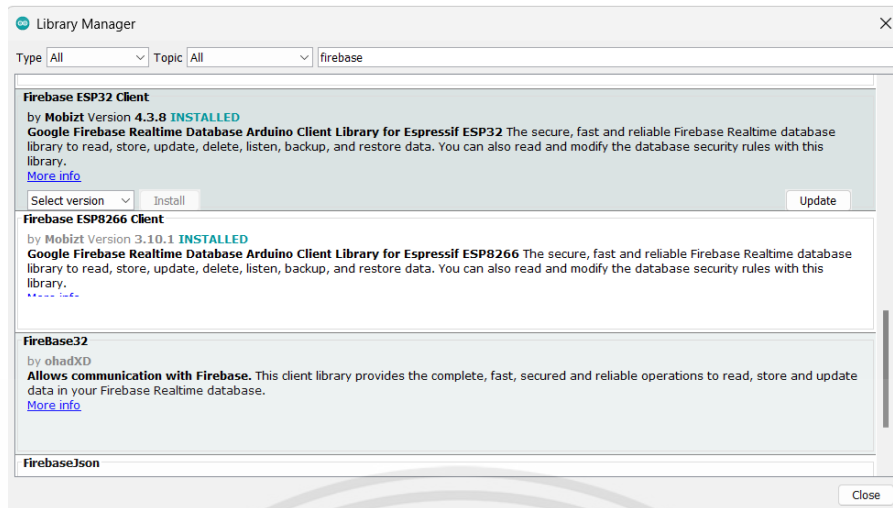 Library Manager
Type All Topic All firebase
Firebase ESP32 Client
by Mobizt Version 4.3.8 INSTALLED
Google Firebase Realtime Database Arduino Client Library for Espressif ESP32 The secure, fast and reliable Firebase Realtime database
library to read, store, update, delete, listen, backup, and restore data. You can also read and modify the database security rules with this
library.
More info
Select version Install Update
Firebase ESP8266 Client
by Mobizt Version 3.10.1 INSTALLED
Google Firebase Realtime Database Arduino Client Library for Espressif ESP8266 The secure, fast and reliable Firebase Realtime database
library to read, store, update, delete, listen, backup, and restore data. You can also read and modify the database security rules with this
library.
More info
FireBase32
by ohadXD
Allows communication with Firebase. This client library provides the complete, fast, secured and reliable operations to read, store and update
data in your Firebase Realtime database.
More info
FirebaseJson
Close